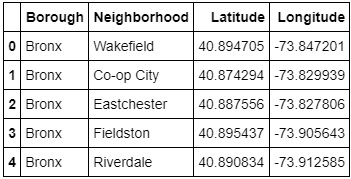 Borough Neighborhood Latitude Longitude
0 Bronx Wakefield 40.894705 -73.847201
1 Bronx Co-op City 40.874294 -73.829939
2 Bronx Eastchester 40.887556 -73.827806
3 Bronx Fieldston 40.895437 -73.905643
4 Bronx Riverdale 40.890834 -73.912585